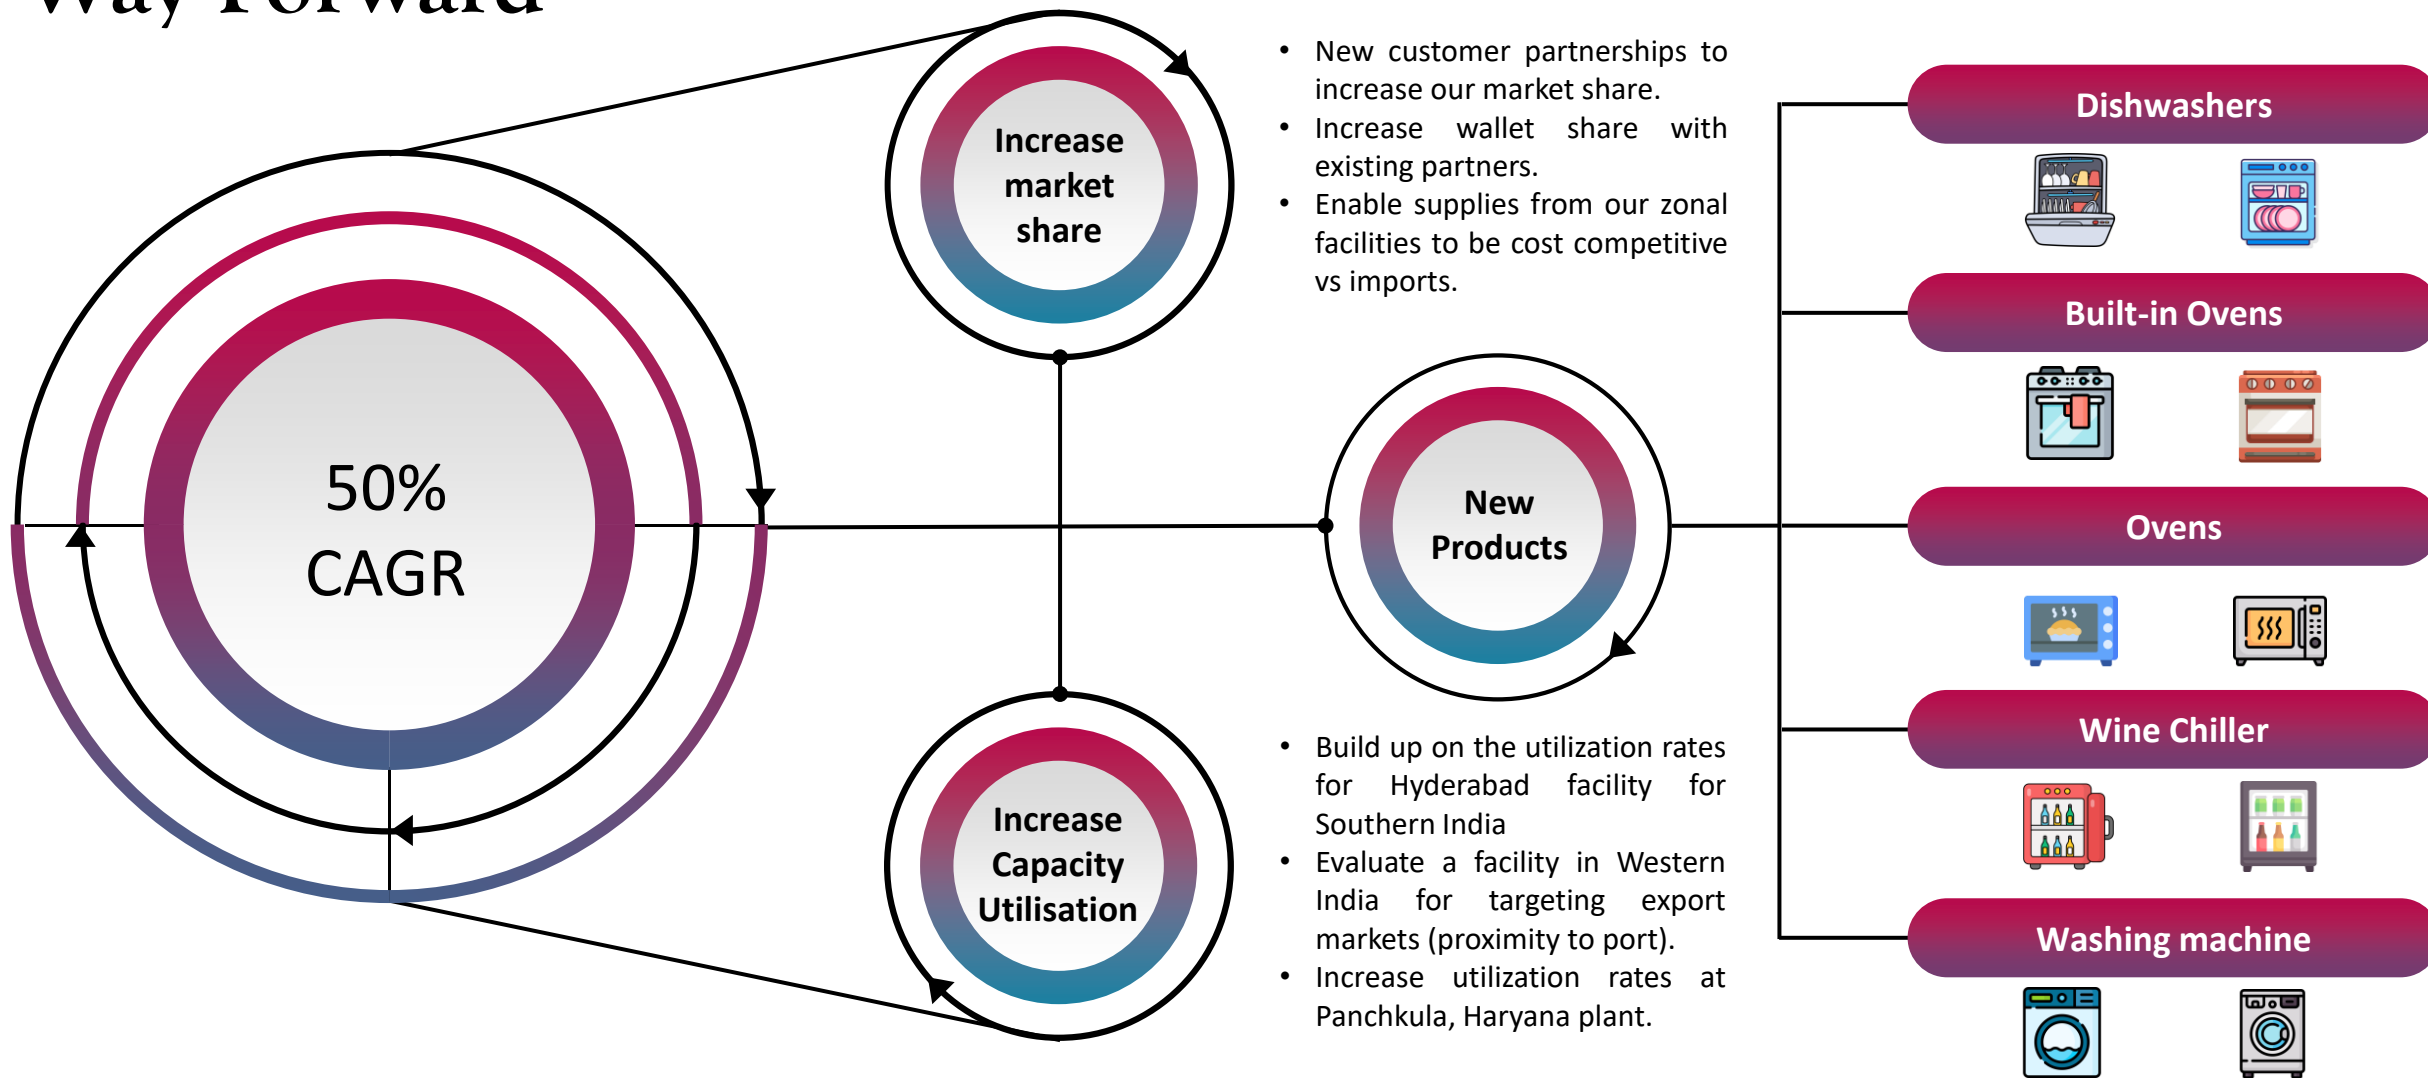 Way Forward
50%
CAGR
Increase
market
share
• New customer partnerships to
increase our market share.
• Increase wallet share with
existing partners.
• Enable supplies from our zonal
facilities to be cost competitive
vs imports.
New
Products
Increase
Capacity
Utilisation
• Build up on the utilization rates
for Hyderabad facility for
Southern India
• Evaluate a facility in Western
India for targeting export
markets (proximity to port).
• Increase utilization rates at
Panchkula, Haryana plant.
Dishwashers
Built-in Ovens
Ovens
Wine Chiller
Washing machine